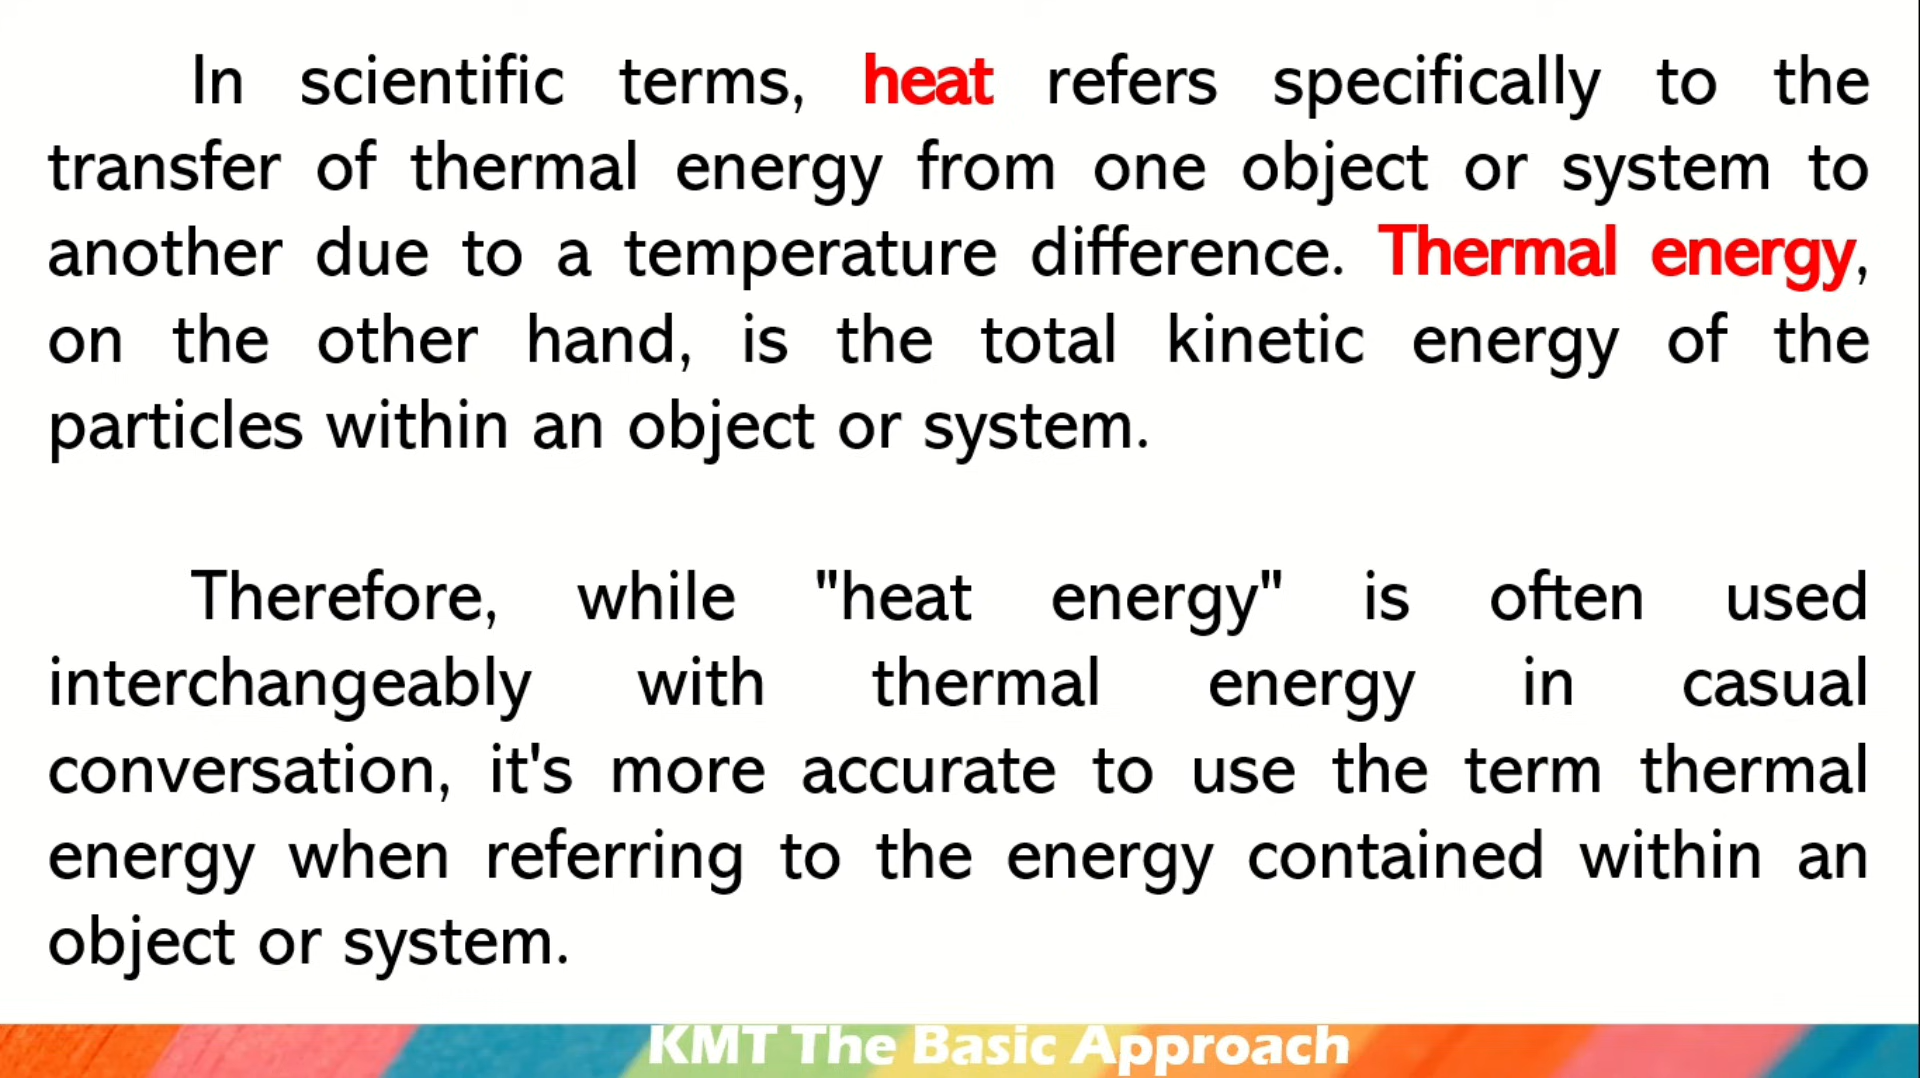 In scientific terms, heat refers specifically to the
transfer of thermal energy from one object or system to
another due to a temperature difference. Thermal energy,
on the other hand, is the total kinetic energy of the
particles within an object or system.
Therefore, while "heat energy" is often used
interchangeably with thermal energy in casual
conversation, it's more accurate to use the term thermal
energy when referring to the energy contained within an
object or system.
KMT The Basic Approach